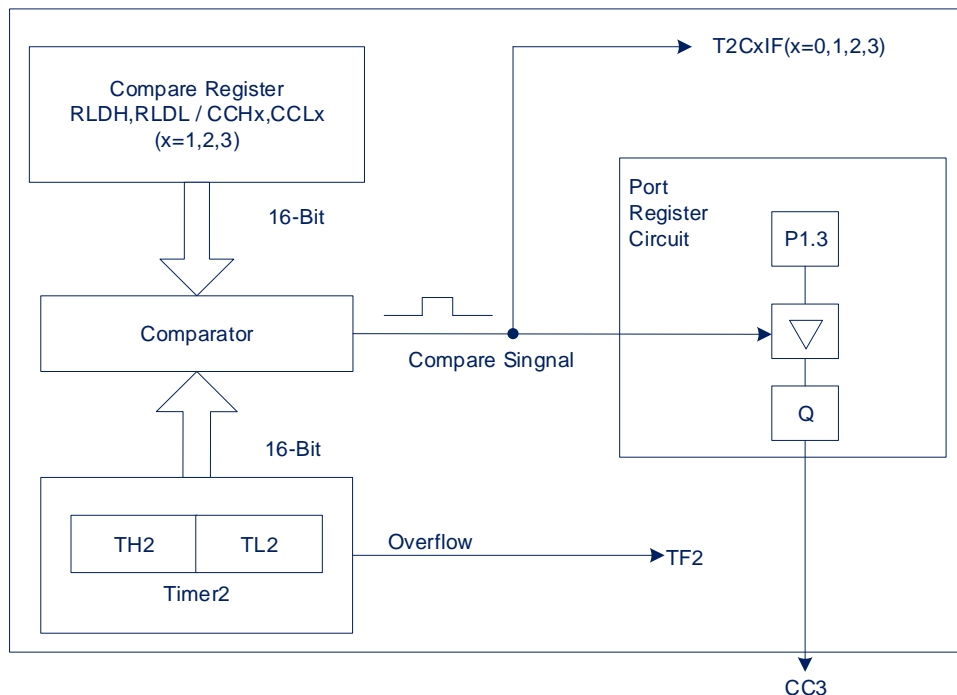 T2CxIF(x=0,1,2,3)
Compare Register
RLDH,RLDL / CCHx,CCLx
(x=1,2,3)
16-Bit
Port
Register
Circuit
P1.3
Comparator
Compare Singnal
Q
16-Bit
TH2
TL2
Timer2
Overflow
TF2
CC3